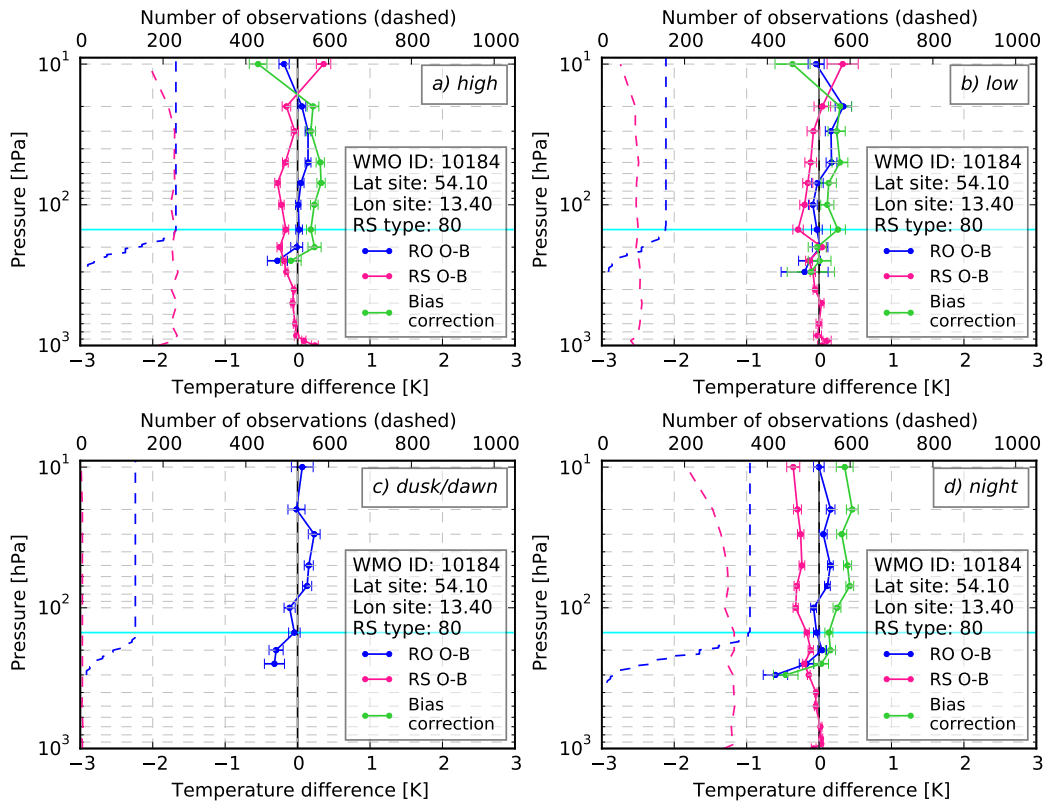 Number of observations (dashed)
0 200 400 600 800 1000
a) high
Pressure [hPa]
10¹
10²
10³
WMO ID: 10184
Lat site: 54.10
Lon site: 13.40
RS type: 80
RO O-B
RS O-B
Bias
correction
−3 −2 −1 0 1 2 3
Temperature difference [K]
Number of observations (dashed)
0 200 400 600 800 1000
b) low
Pressure [hPa]
10¹
10²
10³
WMO ID: 10184
Lat site: 54.10
Lon site: 13.40
RS type: 80
RO O-B
RS O-B
Bias
correction
−3 −2 −1 0 1 2 3
Temperature difference [K]
Number of observations (dashed)
0 200 400 600 800 1000
c) dusk/dawn
Pressure [hPa]
10¹
10²
10³
WMO ID: 10184
Lat site: 54.10
Lon site: 13.40
RS type: 80
RO O-B
RS O-B
Bias
correction
−3 −2 −1 0 1 2 3
Temperature difference [K]
Number of observations (dashed)
0 200 400 600 800 1000
d) night
Pressure [hPa]
10¹
10²
10³
WMO ID: 10184
Lat site: 54.10
Lon site: 13.40
RS type: 80
RO O-B
RS O-B
Bias
correction
−3 −2 −1 0 1 2 3
Temperature difference [K]